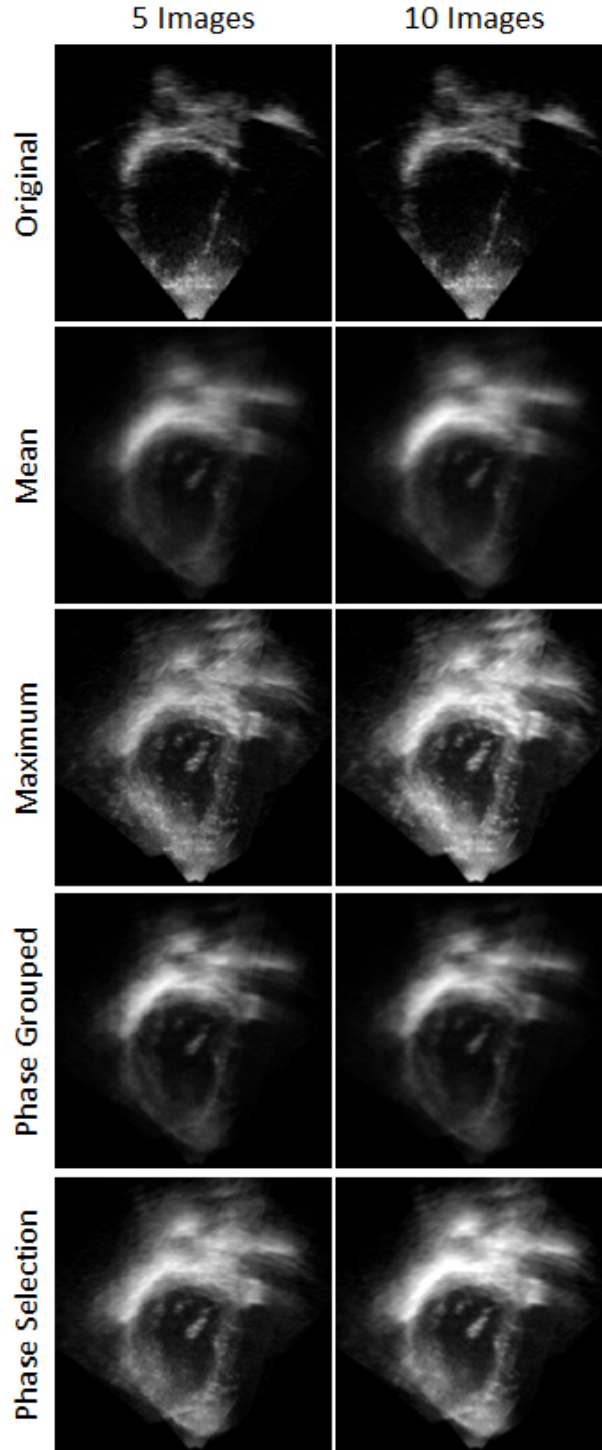 5 Images
10 Images
Original
Mean
Maximum
Phase Grouped
Phase Selection